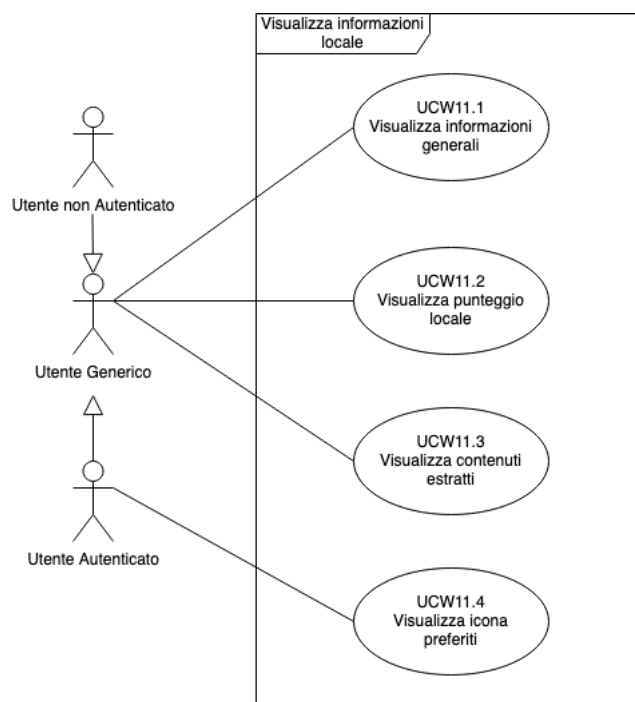 Visualizza informazioni
locale
UCW11.1
Visualizza informazioni
generali
Utente non Autenticato
UCW11.2
Visualizza punteggio
locale
Utente Generico
UCW11.3
Visualizza contenuti
estratti
Utente Autenticato
UCW11.4
Visualizza icona
preferiti